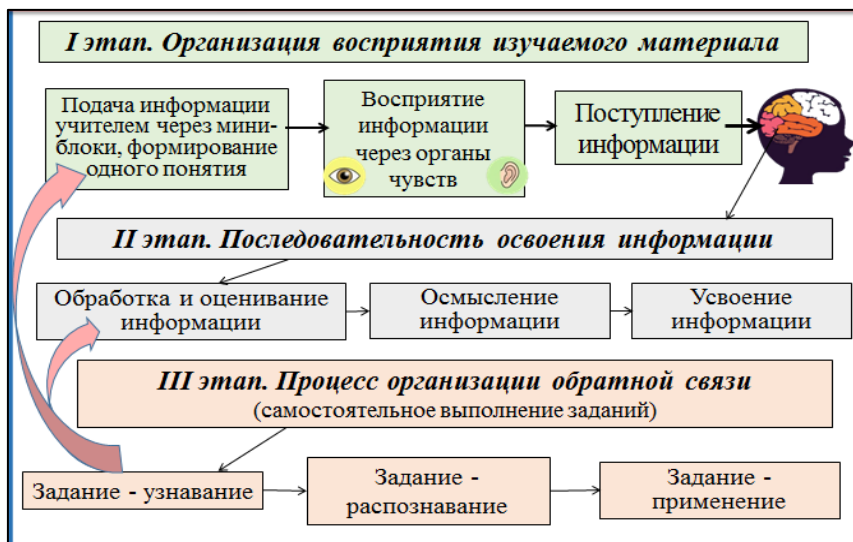 I этап. Организация восприятия изучаемого материала
Подача информации
учителем через мини-
блоки, формирование
одного понятия
Восприятие
информации
через органы
чувств
Поступление
информации
II этап. Последовательность освоения информации
Обработка и оценивание
информации
Осмысление
информации
Усвоение
информации
III этап. Процесс организации обратной связи
(самостоятельное выполнение заданий)
Задание - узнавание
Задание -
распознавание
Задание -
применение